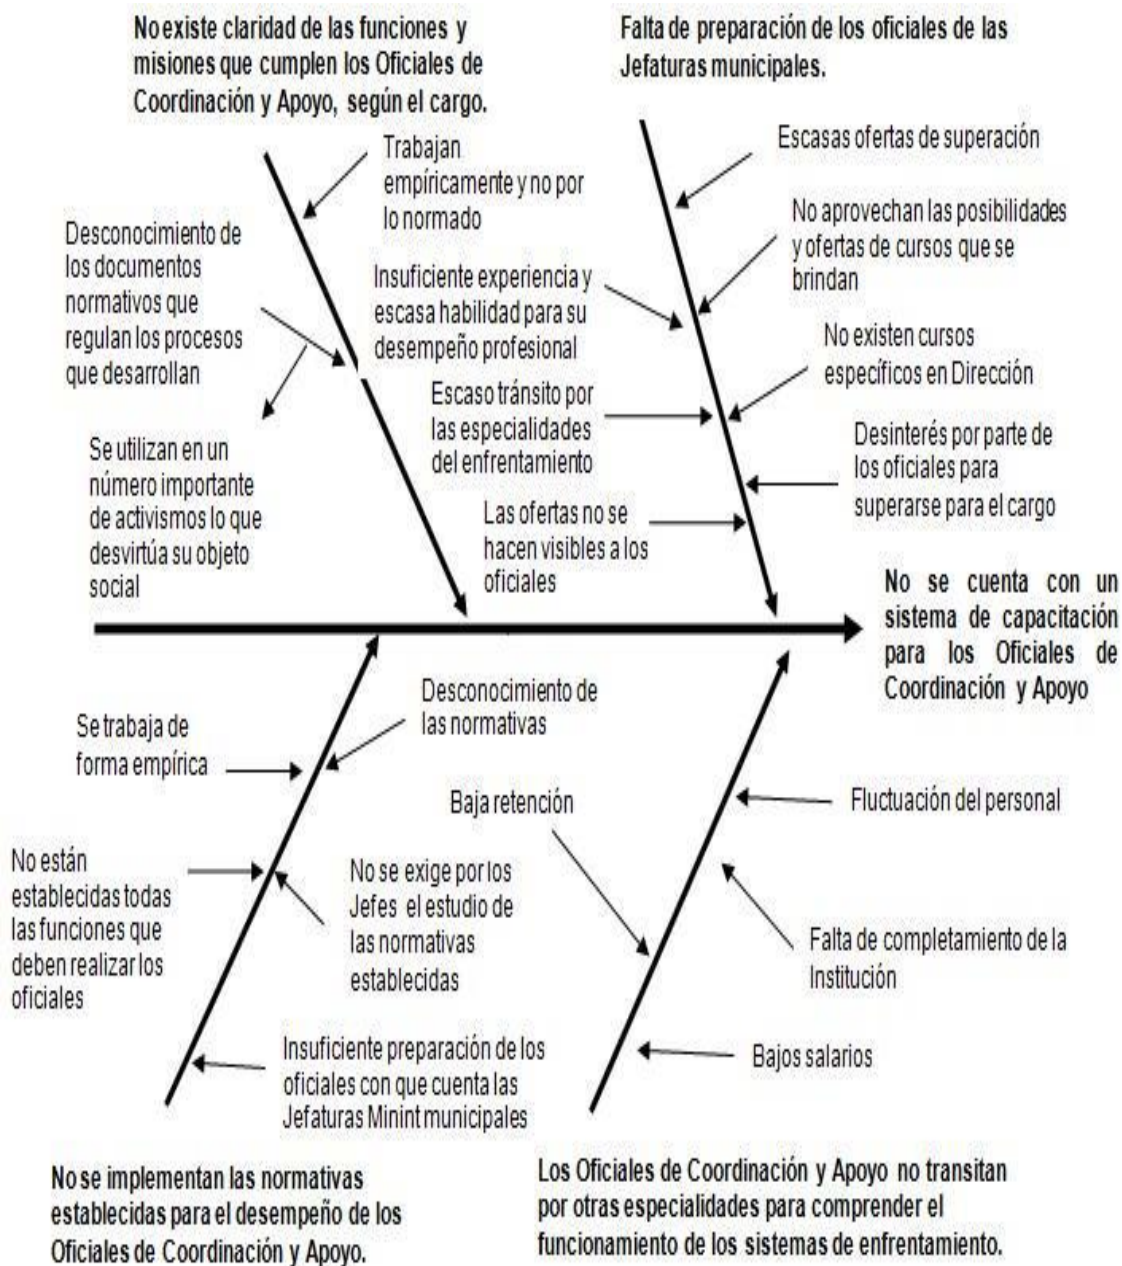 No existe claridad de las funciones y
misiones que cumplen los Oficiales de
Coordinación y Apoyo, según el cargo.
Falta de preparación de los oficiales de las
Jefaturas municipales.
Trabajan
empíricamente y no por
lo normado
Desconocimiento de
los documentos
normativos que
regulan los procesos
que desarrollan
Se utilizan en un
número importante
de activismos lo que
desvirtúa su objeto
social
Escasas ofertas de superación
No aprovechan las posibilidades
y ofertas de cursos que se
brindan
Insuficiente experiencia y
escasa habilidad para su
desempeño profesional
No existen cursos
específicos en Dirección
Escaso tránsito por
las especialidades
del enfrentamiento
Desinterés por parte de
los oficiales para
superarse para el cargo
Las ofertas no se
hacen visibles a los
oficiales
No se cuenta con un
sistema de capacitación
para los Oficiales de
Coordinación y Apoyo
Desconocimiento de
las normativas
Se trabaja de
forma empírica
No están
establecidas todas
las funciones que
deben realizar los
oficiales
No se exige por los
Jefes el estudio de
las normativas
establecidas
Insuficiente preparación de los
oficiales con que cuenta las
Jefaturas Minint municipales
Baja retención
Fluctuación del personal
Falta de completamiento de la
Institución
Bajos salarios
No se implementan las normativas
establecidas para el desempeño de los
Oficiales de Coordinación y Apoyo.
Los Oficiales de Coordinación y Apoyo no transitan
por otras especialidades para comprender el
funcionamiento de los sistemas de enfrentamiento.